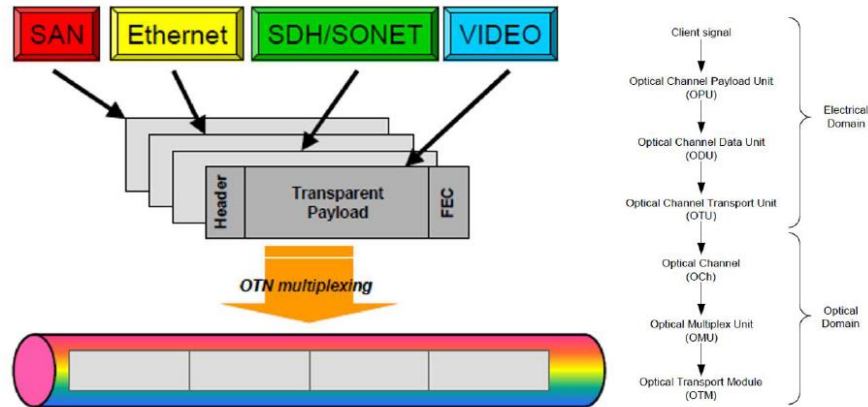 SAN
Ethernet
SDH/SONET
VIDEO
Header
Transparent
Payload
FEC
OTN multiplexing
Client signal
Optical Channel Payload Unit
(OPU)
Optical Channel Data Unit
(ODU)
Optical Channel Transport Unit
(OTU)
Electrical
Domain
Optical Channel
(OCh)
Optical Multiplex Unit
(OMU)
Optical Transport Module
(OTM)
Optical
Domain